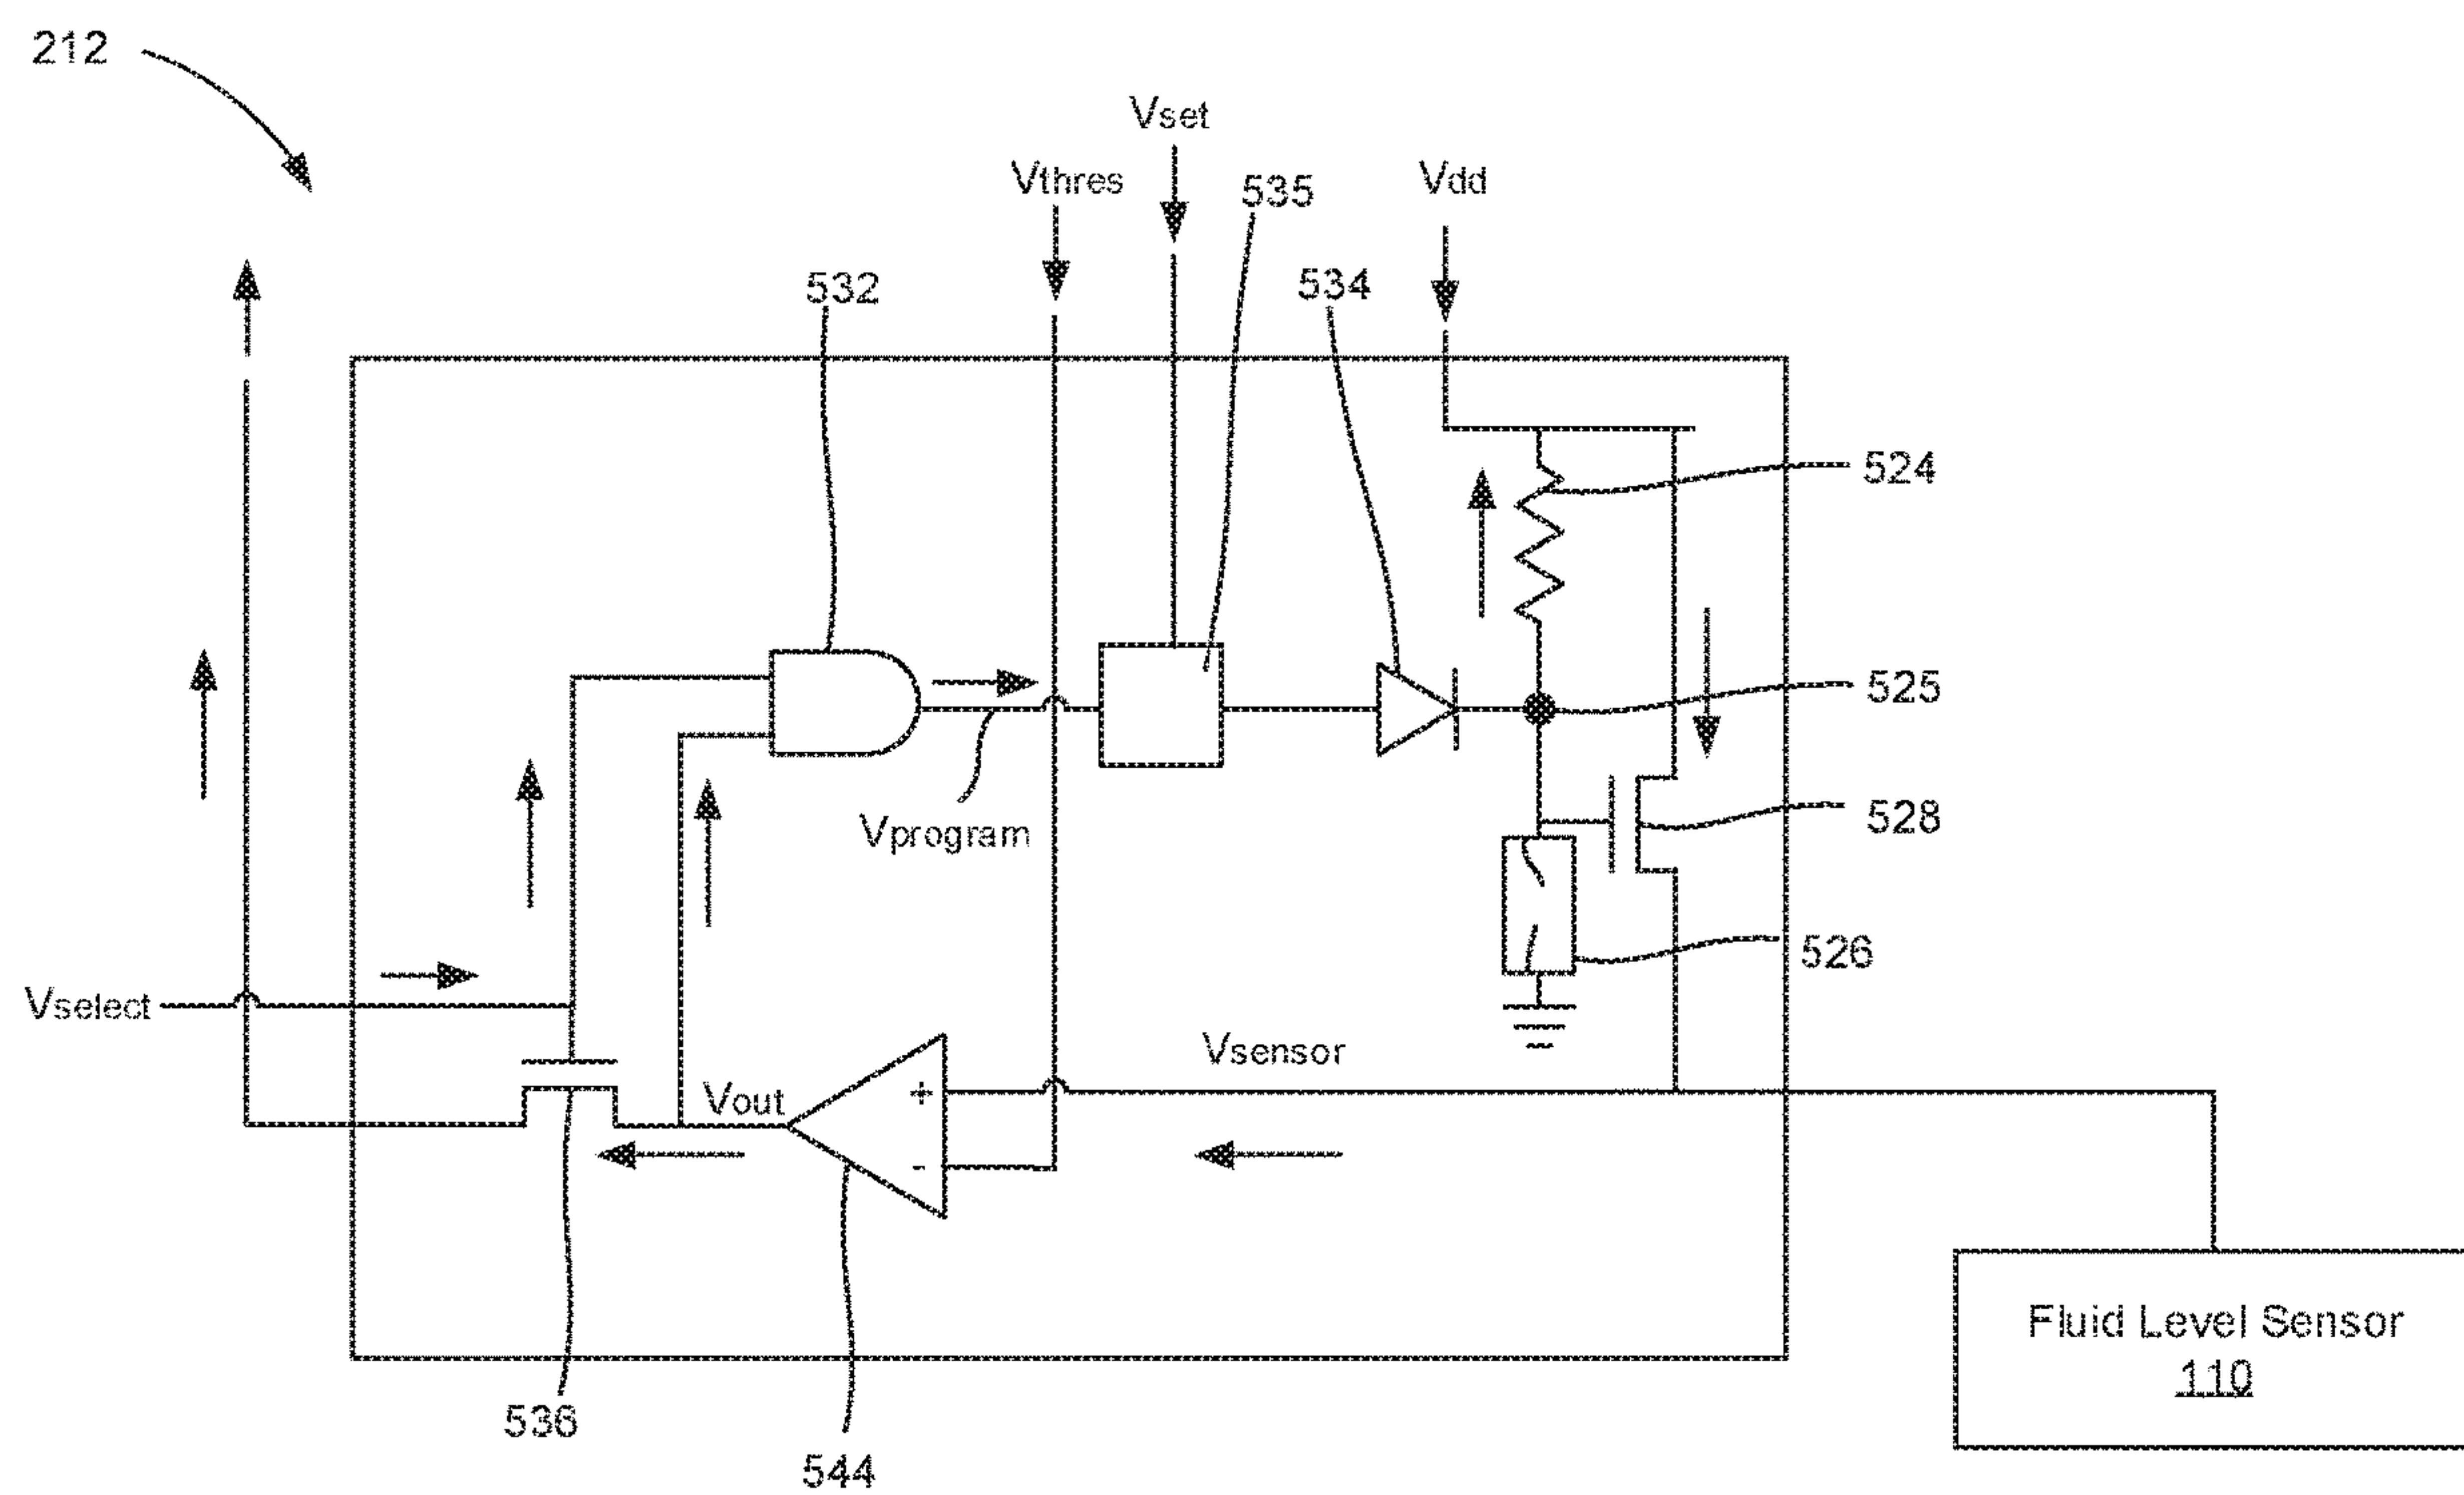 212
Vset
Vthres
535
Vdd
532
534
524
525
Vprogram
528
526
Vselect
Vsensor
Vout
+
-
Fluid Level Sensor
110
536
544